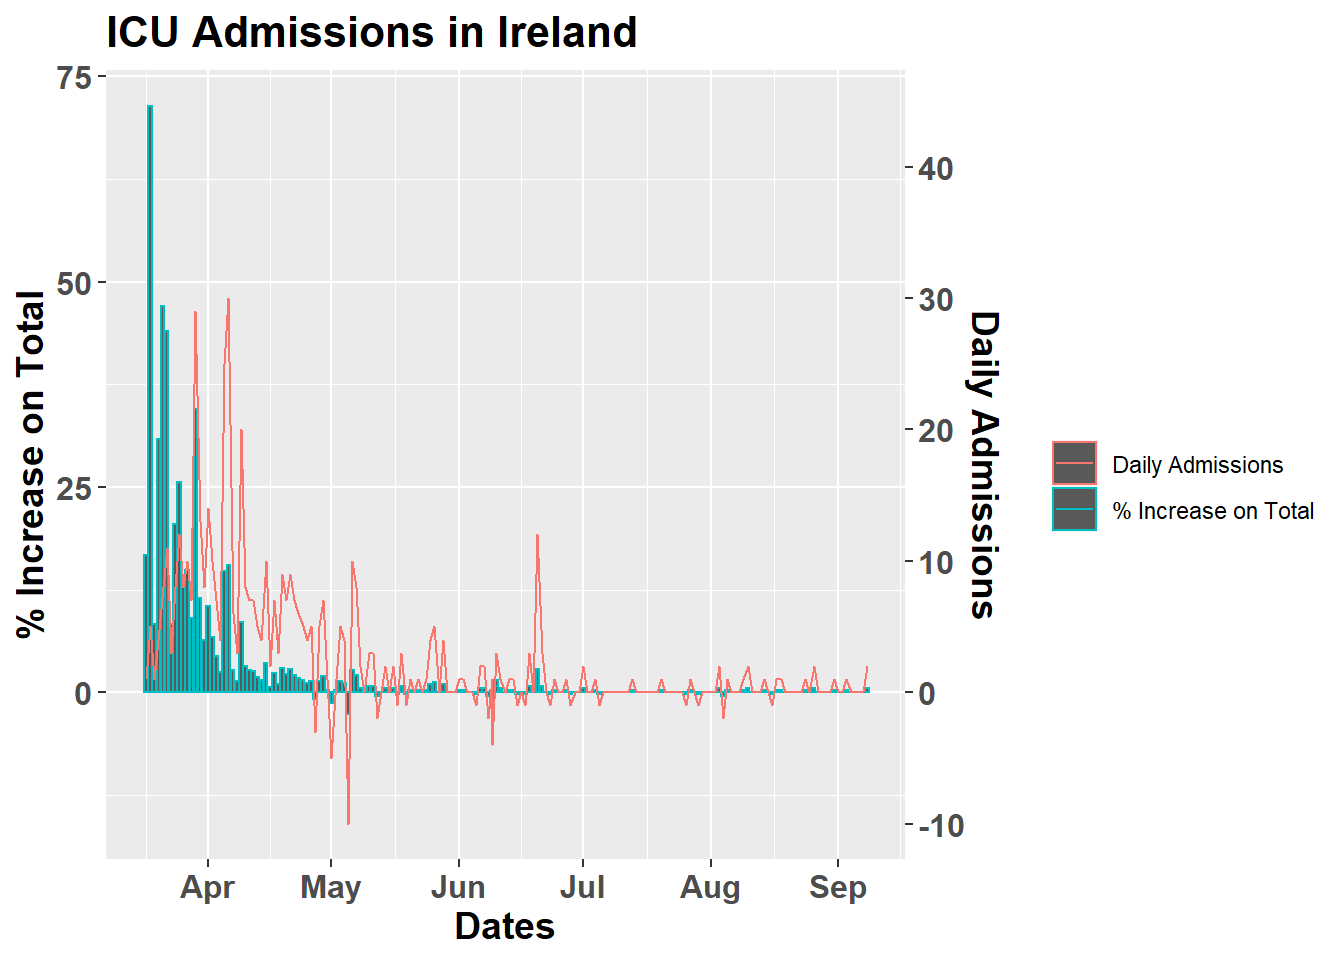 ICU Admissions in Ireland
75
50
25
0
% Increase on Total
40
30
20
10
0
-10
Daily Admissions
Apr May Jun Jul Aug Sep
Dates
Daily Admissions
% Increase on Total